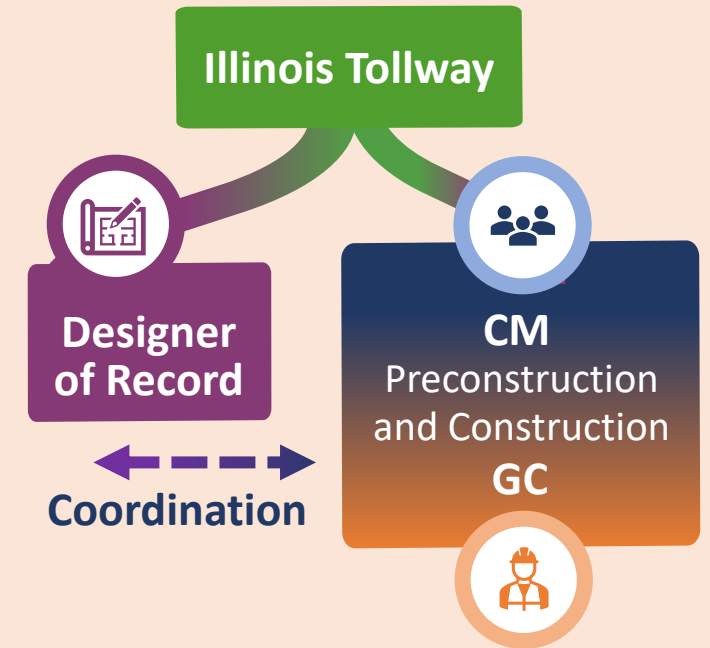 Illinois Tollway
Designer
of Record
Coordination
CM
Preconstruction
and Construction
GC